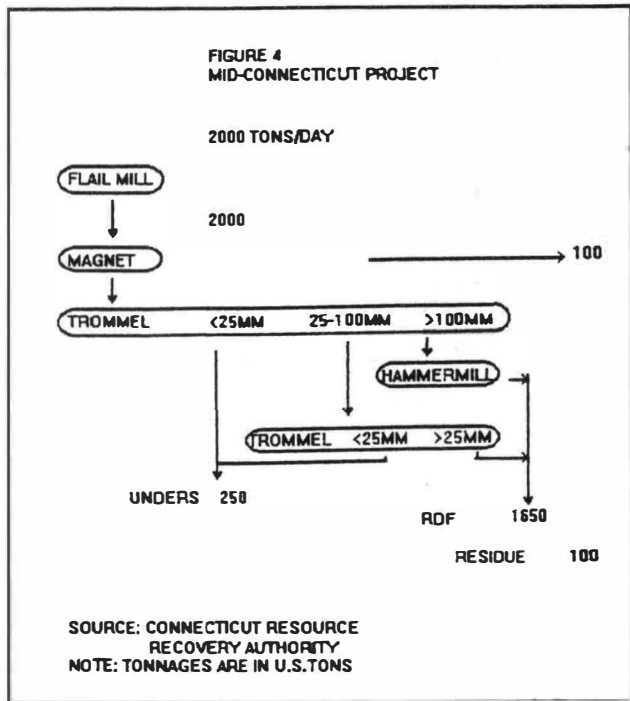 FIGURE 4
MID-CONNECTICUT PROJECT
2000 TONS/DAY
FLAIL MILL
2000
MAGNET
100
TROMMEL <25MM 25-100MM >100MM
HAMMERMILL
TROMMEL <25MM >25MM
UNDERS 250
RDF 1650
RESIDUE 100
SOURCE: CONNECTICUT RESOURCE
RECOVERY AUTHORITY
NOTE: TONNAGES ARE IN U.S.TONS